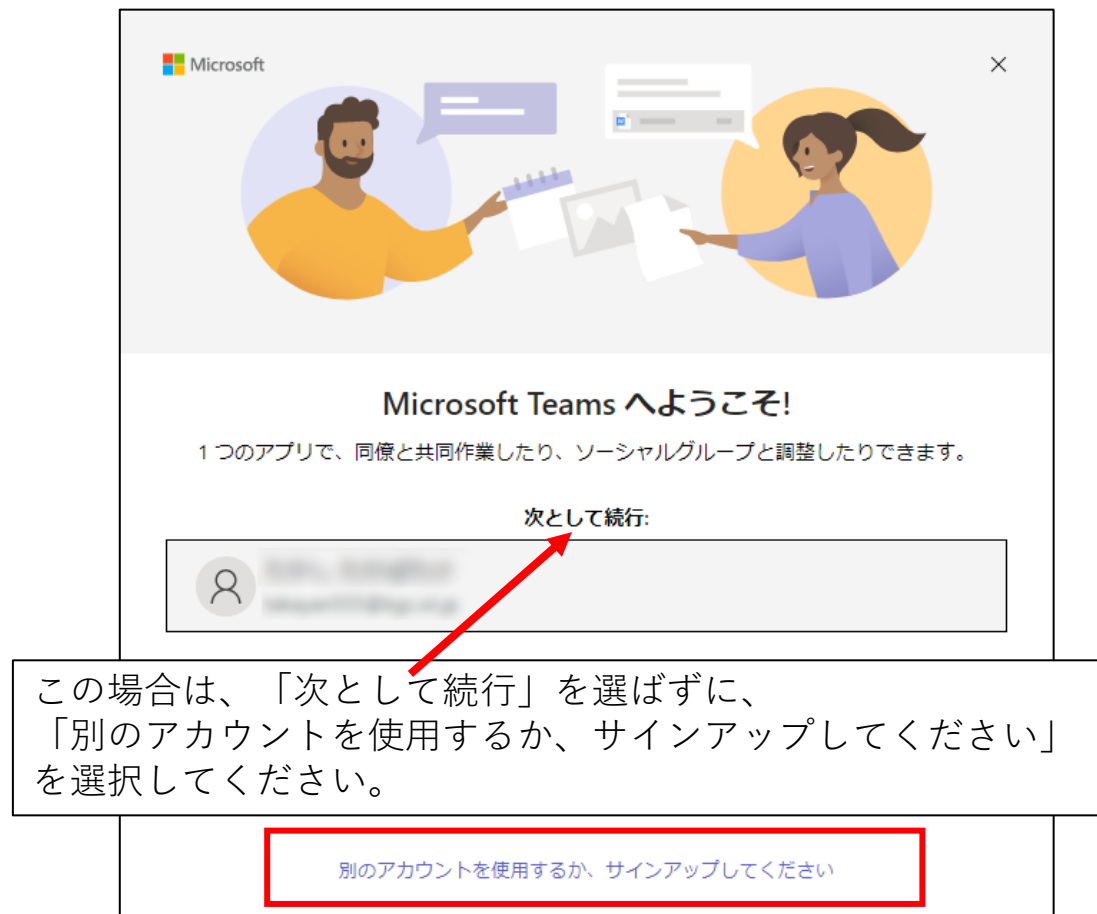 Microsoft
Microsoft Teams へようこそ!
1 つのアプリで、同僚と共同作業したり、ソーシャルグループと調整したりできます。
次として続行:
この場合は、「次として続行」を選ばずに、
「別のアカウントを使用するか、サインアップしてください」
を選択してください。
別のアカウントを使用するか、サインアップしてください